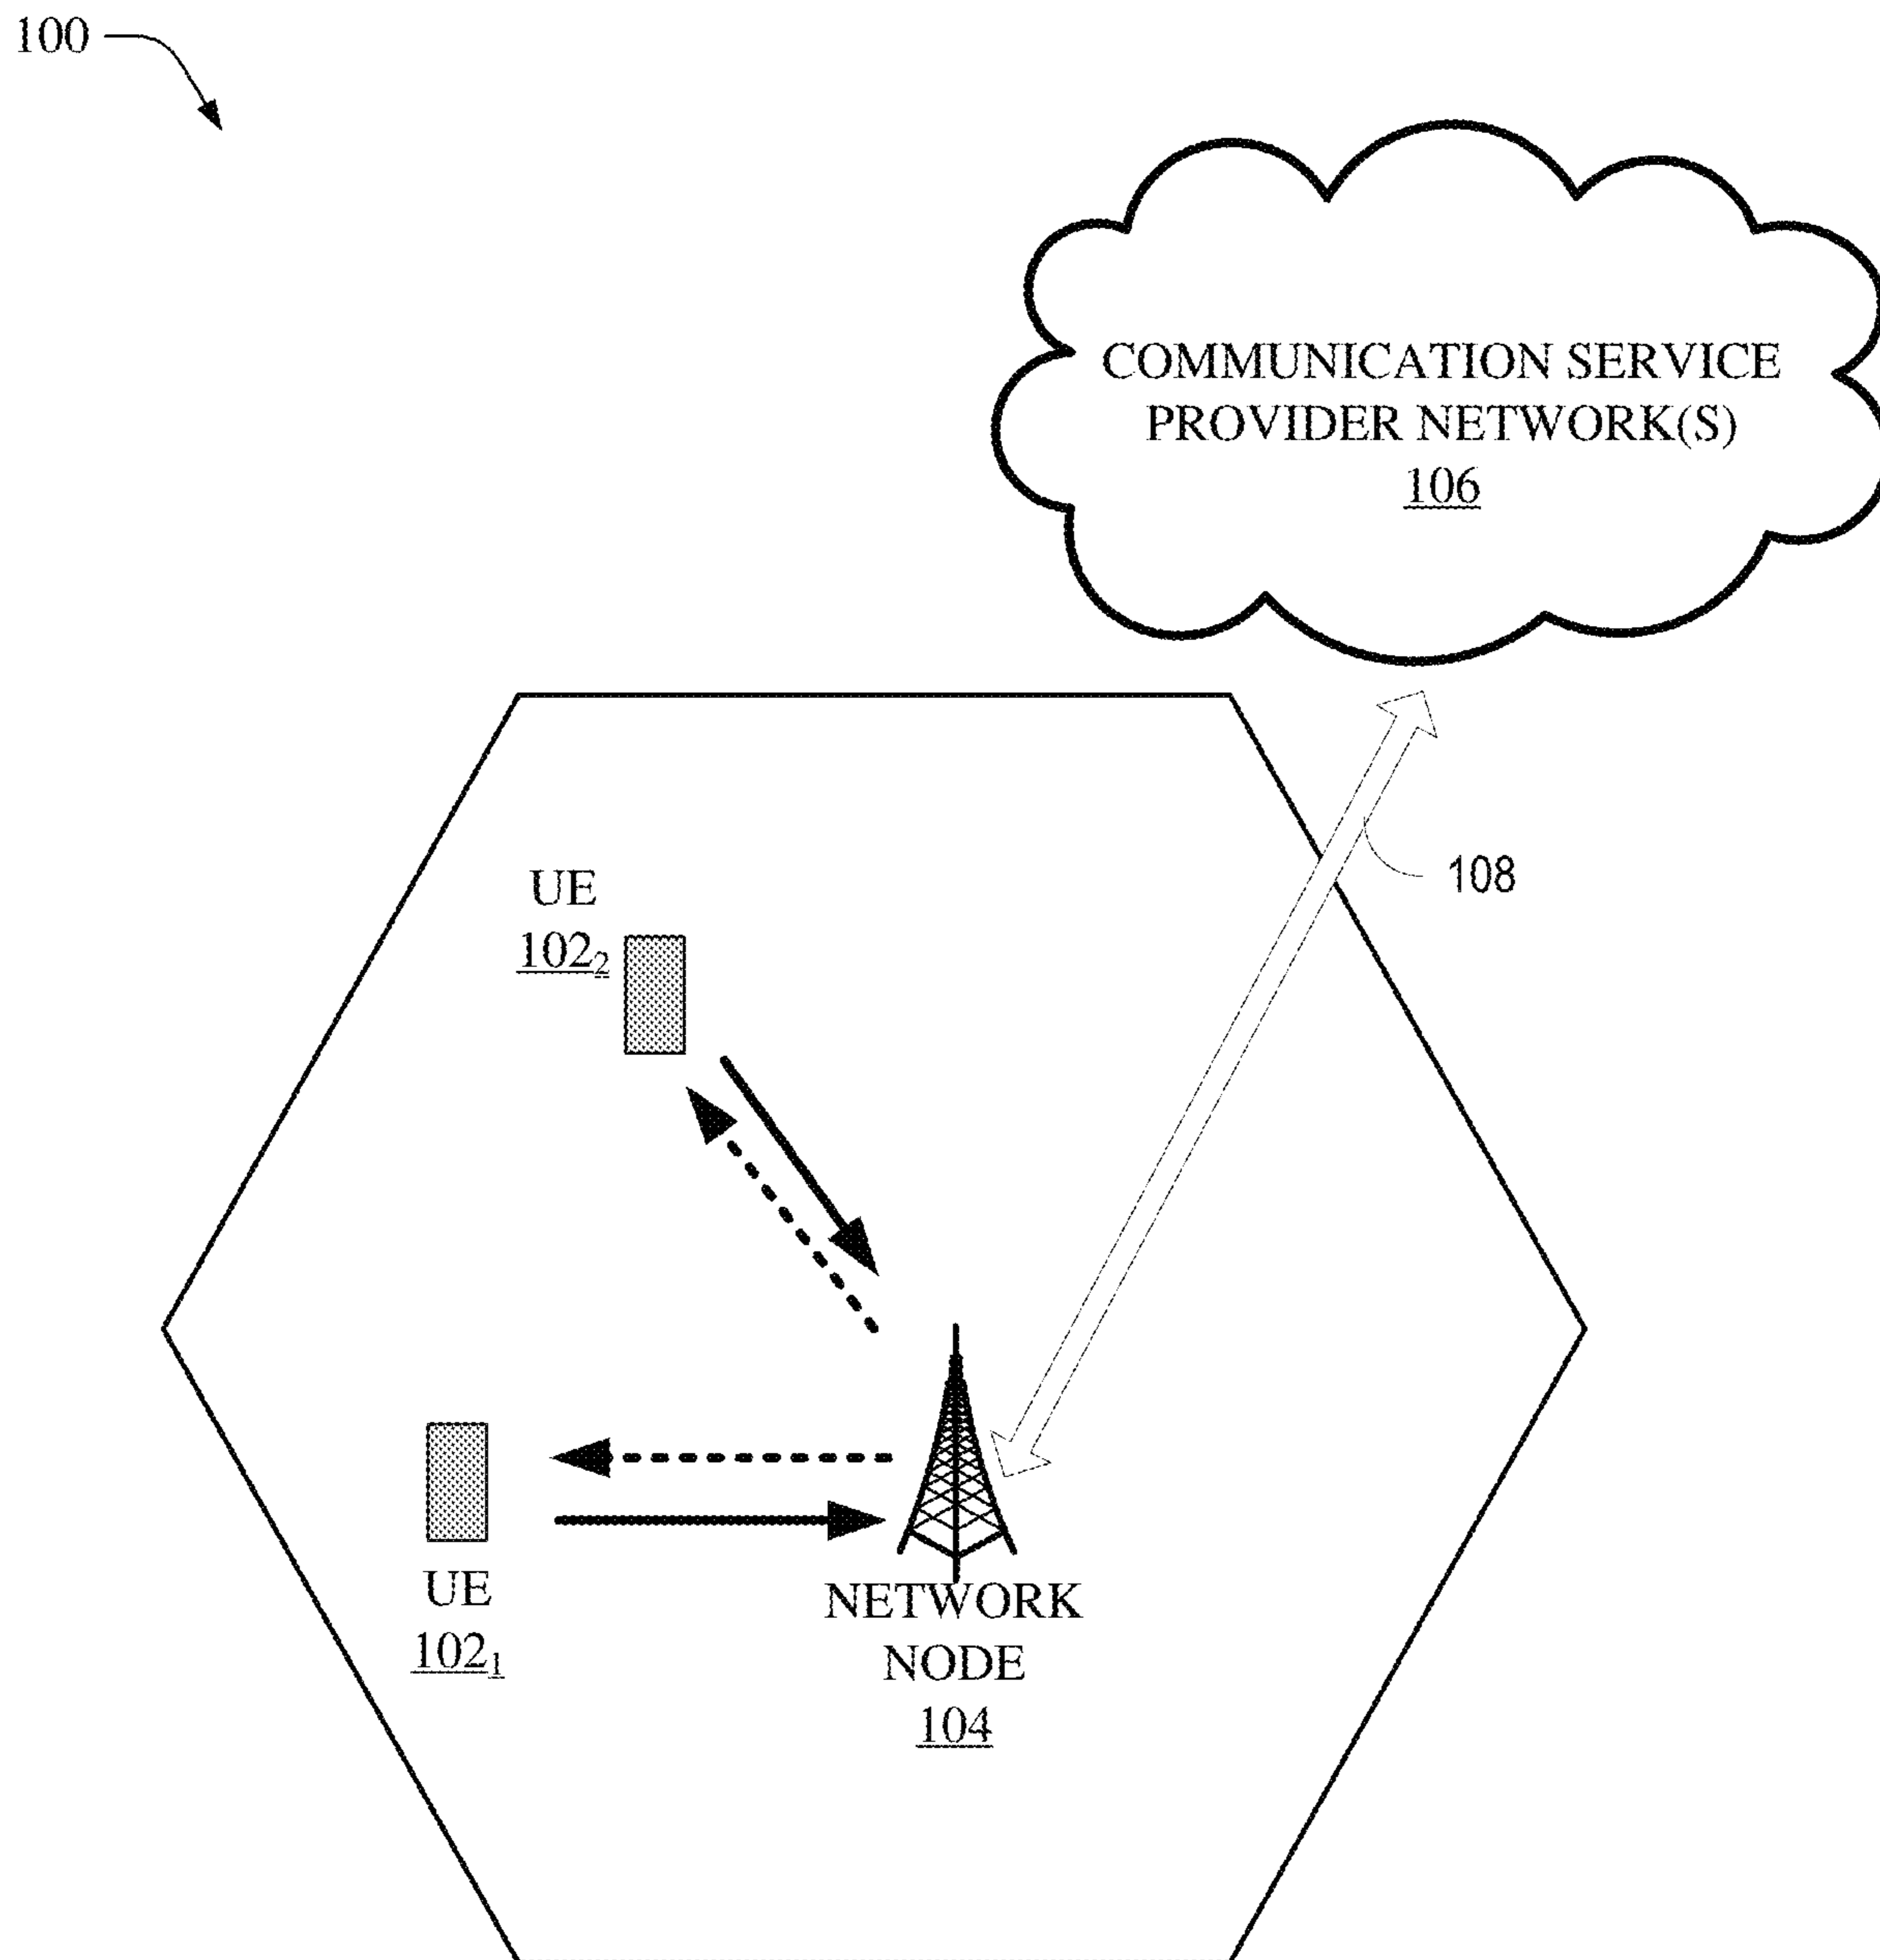 100
COMMUNICATION SERVICE
PROVIDER NETWORK(S)
106
108
UE
102₂
UE
102₁
NETWORK
NODE
104